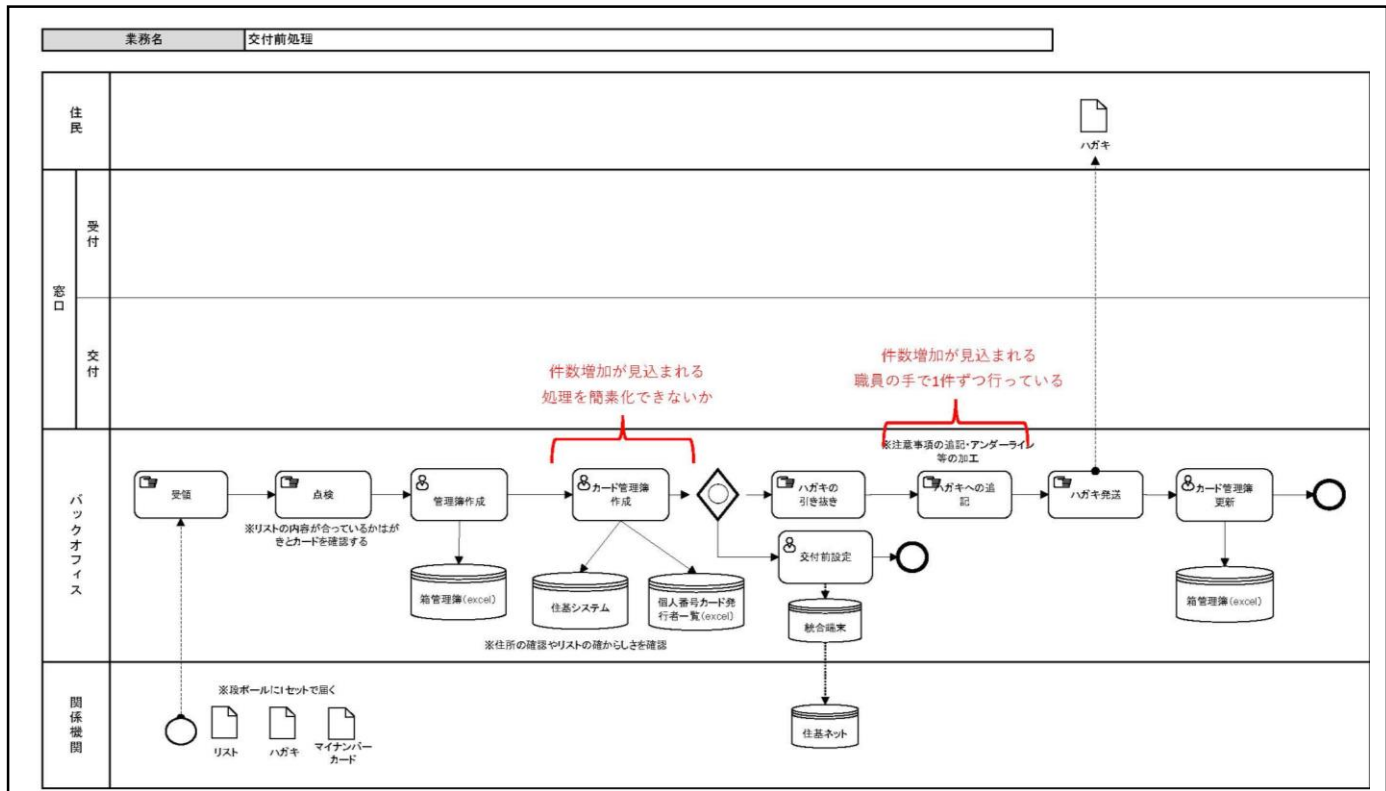 業務名
交付前処理
住民
ハガキ
窓口
受付
交付
件数増加が見込まれる
処理を簡素化できないか
件数増加が見込まれる
職員の手で1件ずつ行っている
バックオフィス
※注意事項の追記・アンダーライン
等の加工
受領
点検
※リストの内容が合っているかはが
きとカードを確認する
管理簿作成
カード管理簿
作成
ハガキの
引き抜き
ハガキへの追
記
ハガキ発送
カード管理簿
更新
交付前設定
箱管理簿(excel)
住基システム
個人番号カード発
行者一覧(excel)
統合端末
箱管理簿(excel)
※住所の確認やリストの確からしさを確認
関係機関
※段ボールに1セットで届く
リスト
ハガキ
マイナンバー
カード
住基ネット